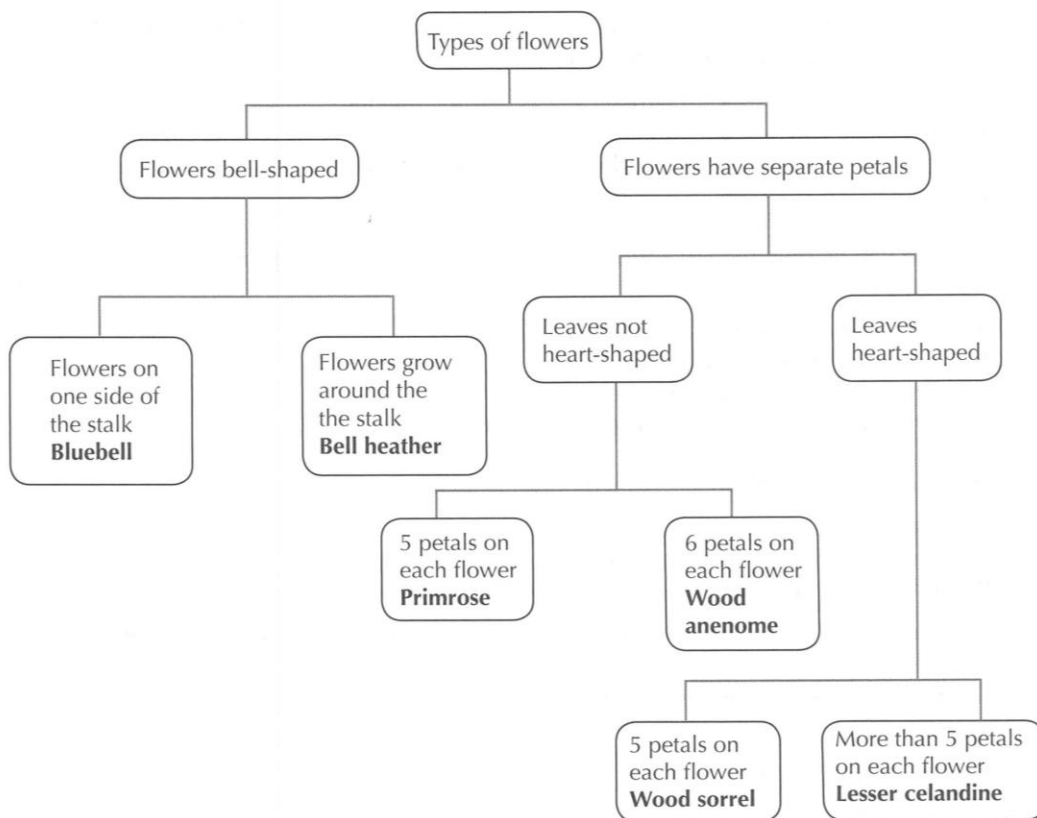 Types of flowers
Flowers bell-shaped
Flowers have separate petals
Flowers on
one side of
the stalk
Bluebell
Flowers grow
around the
the stalk
Bell heather
Leaves not
heart-shaped
Leaves
heart-shaped
5 petals on
each flower
Primrose
6 petals on
each flower
Wood
anenome
5 petals on
each flower
Wood sorrel
More than 5 petals
on each flower
Lesser celandine